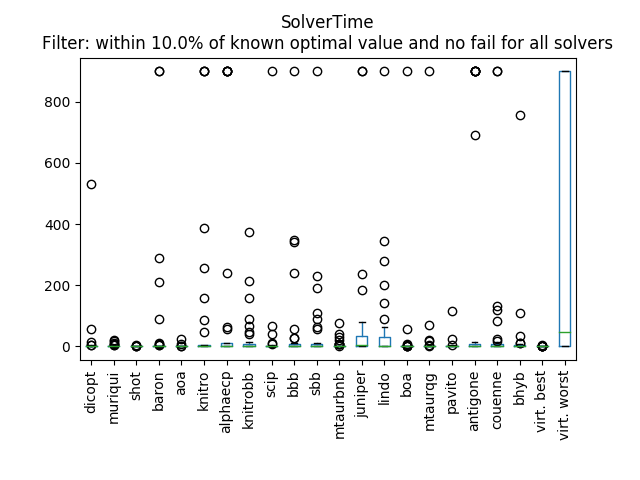 SolverTime
Filter: within 10.0% of known optimal value and no fail for all solvers
800
600
400
200
0
dicopt
muriqui
shot
baron
aoa
knitro
alphaecp
knitrobb
scip
bbb
sbb
mtaurbnb
juniper
lindo
boa
mtaurqg
pavito
antigone
couenne
bhyb
virt. best
virt. worst